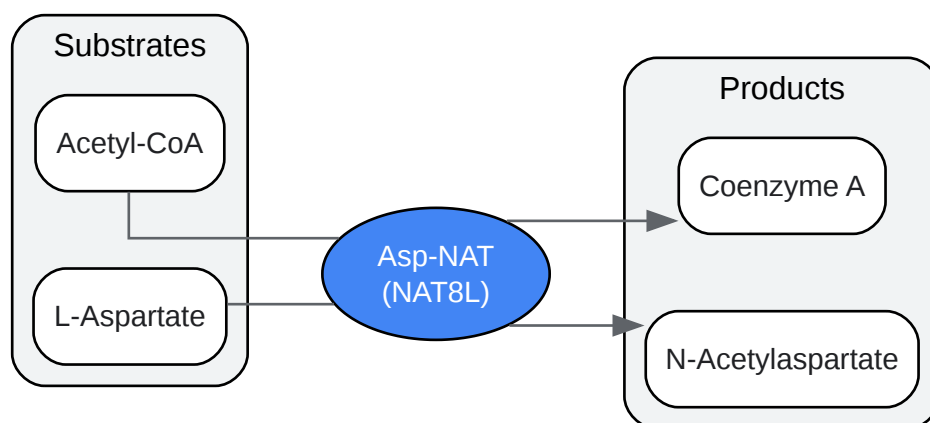 Substrates
Acetyl-CoA
L-Aspartate
Asp-NAT
(NAT8L)
Products
Coenzyme A
N-Acetylaspartate